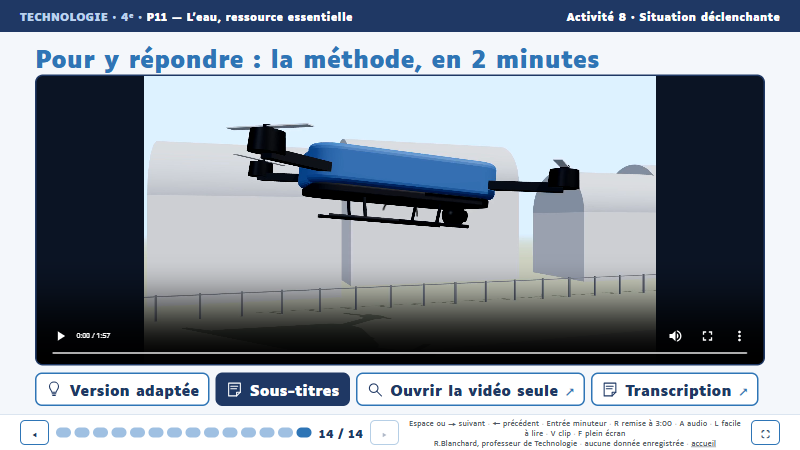 TECHNOLOGIE · 4ᵉ · P11 — L'eau, ressource essentielle
Activité 8 · Situation déclenchante
Pour y répondre : la méthode, en 2 minutes
0:00 / 1:57
Version adaptée
Sous-titres
Ouvrir la vidéo seule ↗
Transcription ↗
14 / 14
Espace ou → suivant · ← précédent · Entrée minuteur · R remise à 3:00 · A audio · L facile
à lire · V clip · F plein écran
R.Blanchard, professeur de Technologie · aucune donnée enregistrée · accueil